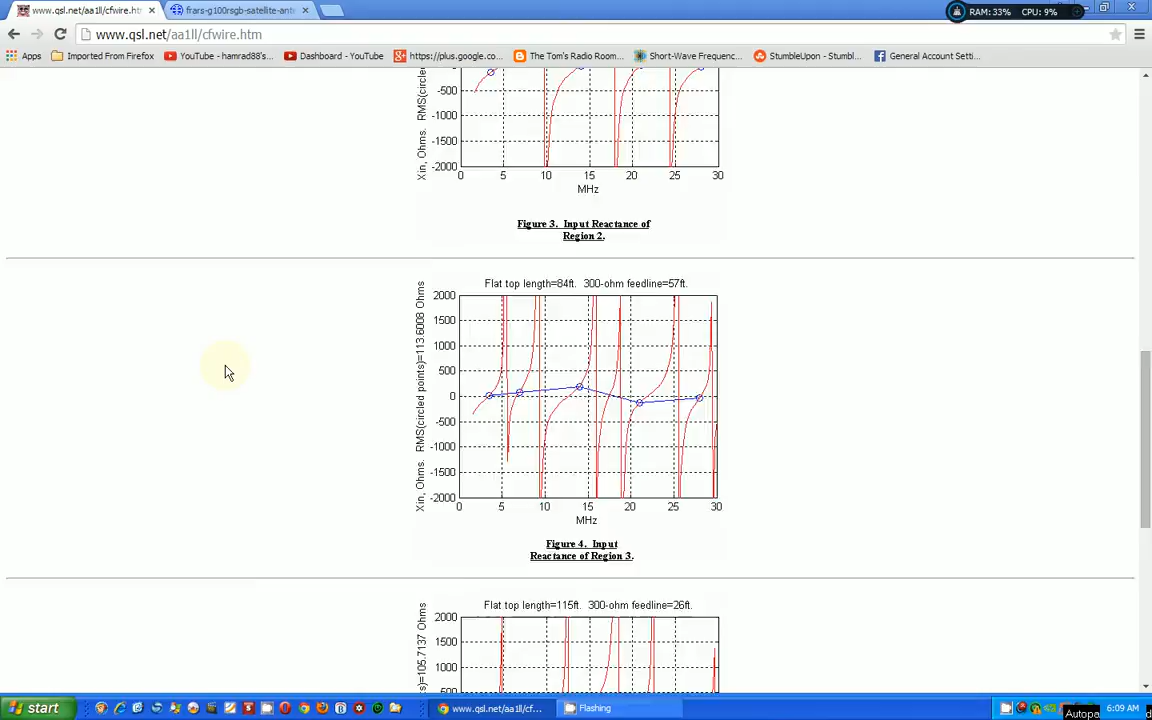 www.qsl.net/aa1ll/cfwire.ht
frars-g100rsgb-satellite-ant
RAM: 33% CPU: 9%
www.qsl.net/aa1ll/cfwire.htm
Apps Imported From Firefox YouTube - hamrad88's... Dashboard - YouTube https://plus.google.co... The Tom's Radio Room... Short-Wave Frequenc... StumbleUpon - Stumbl... General Account Setti...
Xin, Ohms. RMS(circled
-500
-1000
-1500
-2000
0 5 10 15 20 25 30
MHz
Figure 3. Input Reactance of
Region 2.
Flat top length=84ft. 300-ohm feedline=57ft.
Xin, Ohms. RMS(circled points)=113.6008 Ohms
2000
1500
1000
500
0
-500
-1000
-1500
-2000
0 5 10 15 20 25 30
MHz
Figure 4. Input
Reactance of Region 3.
Flat top length=115ft. 300-ohm feedline=26ft.
s)=105.7137 Ohms
2000
1500
1000
500
start
www.qsl.net/aa1ll/cf...
Flashing
6:09 AM
Autopa